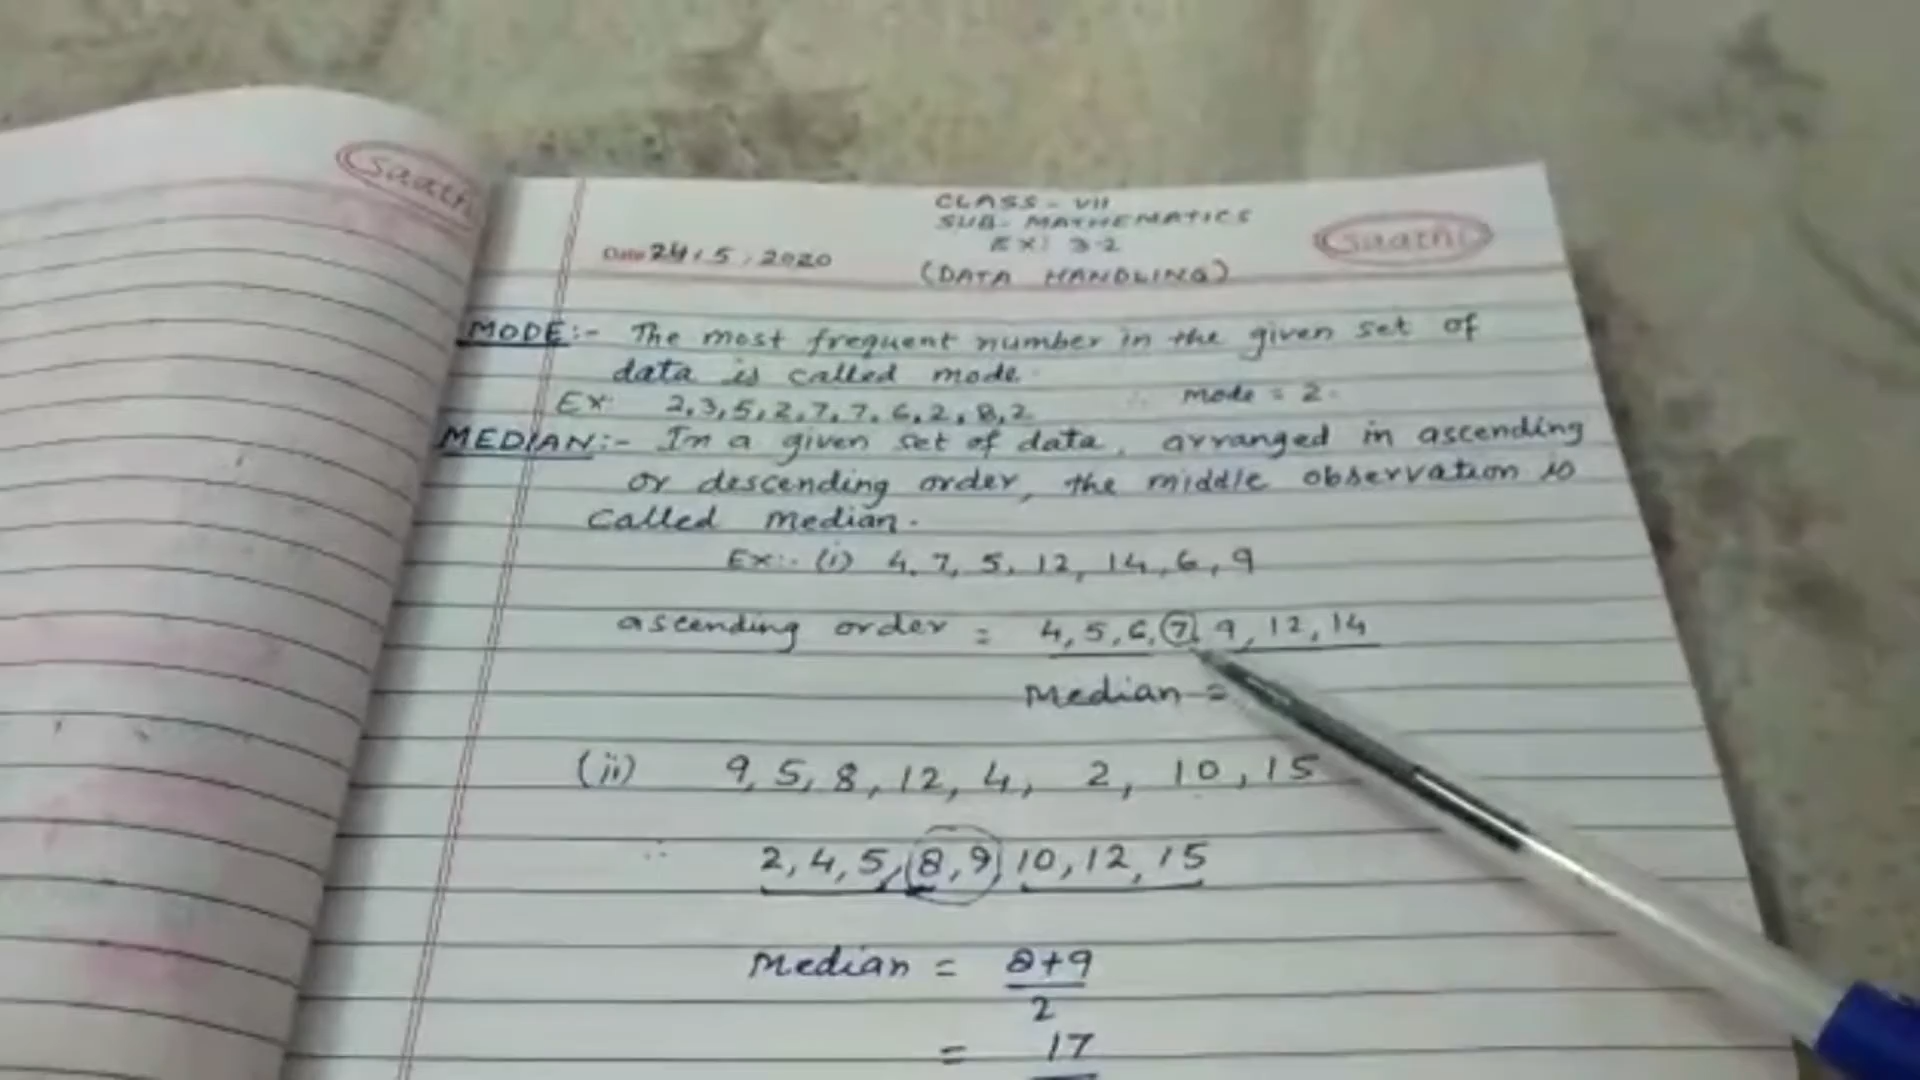 Saathi
CLASS - VII
SUB- MATHEMATICS
EX: 3.2
(DATA HANDLING)
Saathi
Date 24.5.2020
MODE:- The most frequent number in the given set of
data is called mode.
Ex: 2,3,5,2,7,7,6,2,8,2 ∴ mode = 2.
MEDIAN:- In a given set of data, arranged in ascending
or descending order, the middle observation is
called median.
Ex:- (i) 4, 7, 5, 12, 14, 6, 9
ascending order = 4, 5, 6, 7, 9, 12, 14
Median =
(ii) 9, 5, 8, 12, 4, 2, 10, 15
∴ 2, 4, 5, 8, 9, 10, 12, 15
Median = 8+9
2
= 17